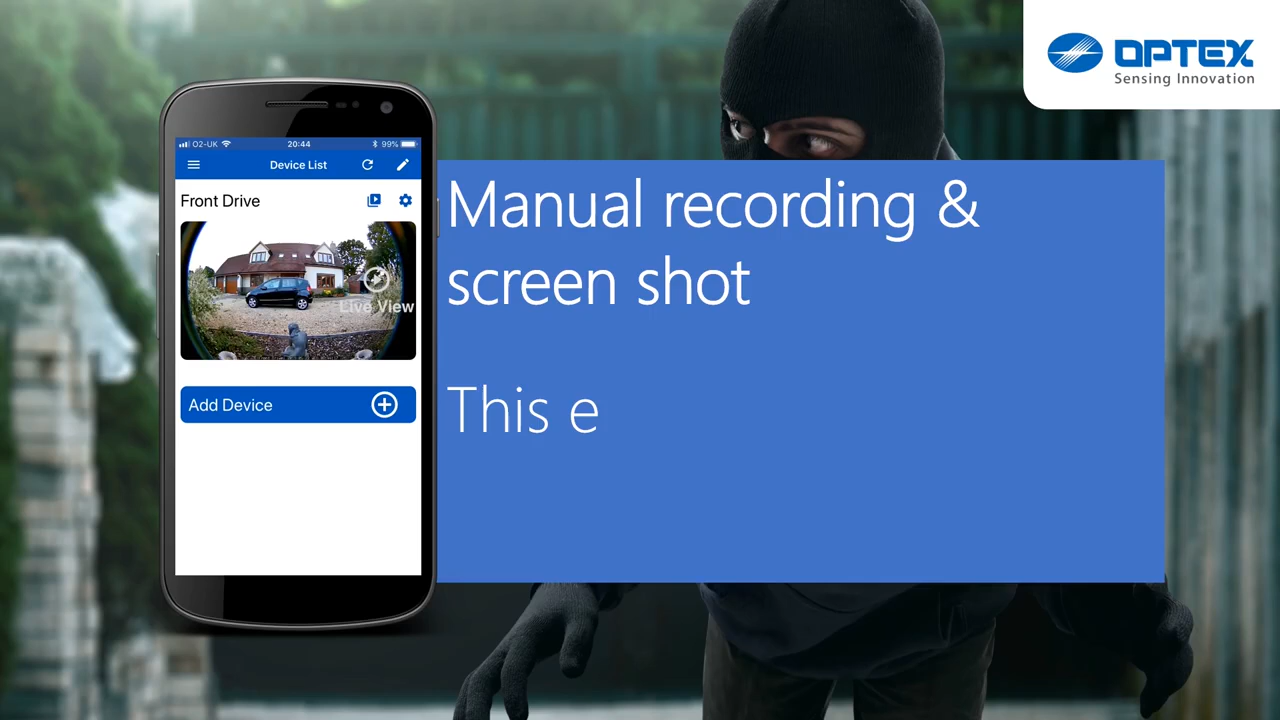 OPTEX
Sensing Innovation
O2-UK 20:44 99%
Device List
Front Drive
Live View
Add Device
Manual recording &
screen shot
This e